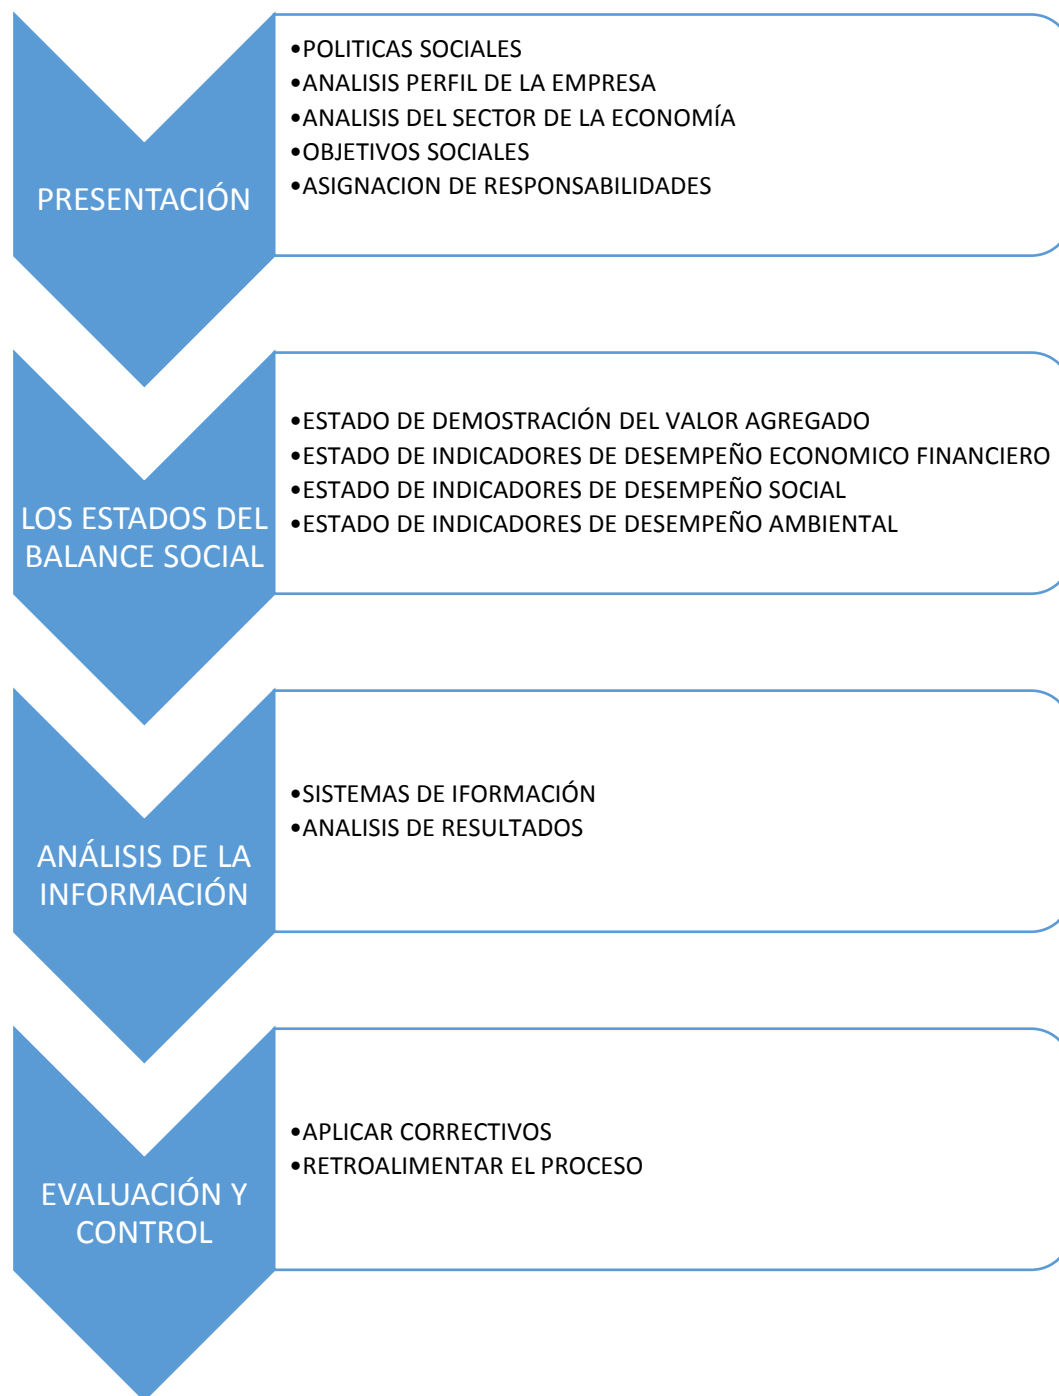 PRESENTACIÓN
•POLITICAS SOCIALES
•ANALISIS PERFIL DE LA EMPRESA
•ANALISIS DEL SECTOR DE LA ECONOMÍA
•OBJETIVOS SOCIALES
•ASIGNACION DE RESPONSABILIDADES
LOS ESTADOS DEL
BALANCE SOCIAL
•ESTADO DE DEMOSTRACIÓN DEL VALOR AGREGADO
•ESTADO DE INDICADORES DE DESEMPEÑO ECONOMICO FINANCIERO
•ESTADO DE INDICADORES DE DESEMPEÑO SOCIAL
•ESTADO DE INDICADORES DE DESEMPEÑO AMBIENTAL
ANÁLISIS DE LA
INFORMACIÓN
•SISTEMAS DE IFORMACIÓN
•ANALISIS DE RESULTADOS
EVALUACIÓN Y
CONTROL
•APLICAR CORRECTIVOS
•RETROALIMENTAR EL PROCESO